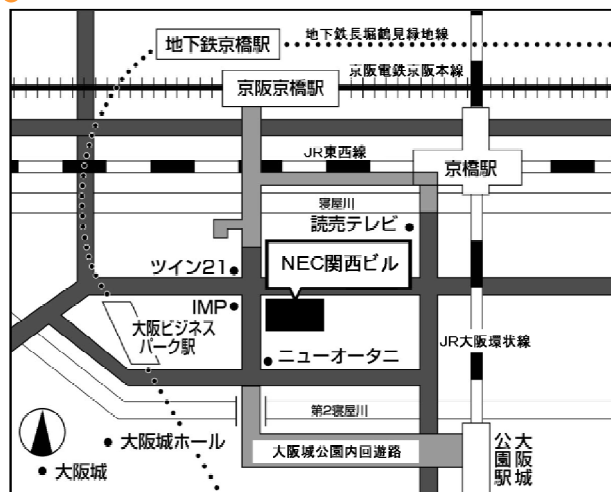 地下鉄京橋駅
地下鉄長堀鶴見緑地線
京阪電鉄京阪本線
京阪京橋駅
JR東西線
京橋駅
寝屋川
読売テレビ
ツイン21
NEC関西ビル
IMP
大阪ビジネス
パーク駅
JR大阪環状線
ニューオータニ
第2寝屋川
大阪城ホール
大阪城公園内回遊路
大阪城
大阪城
公園駅